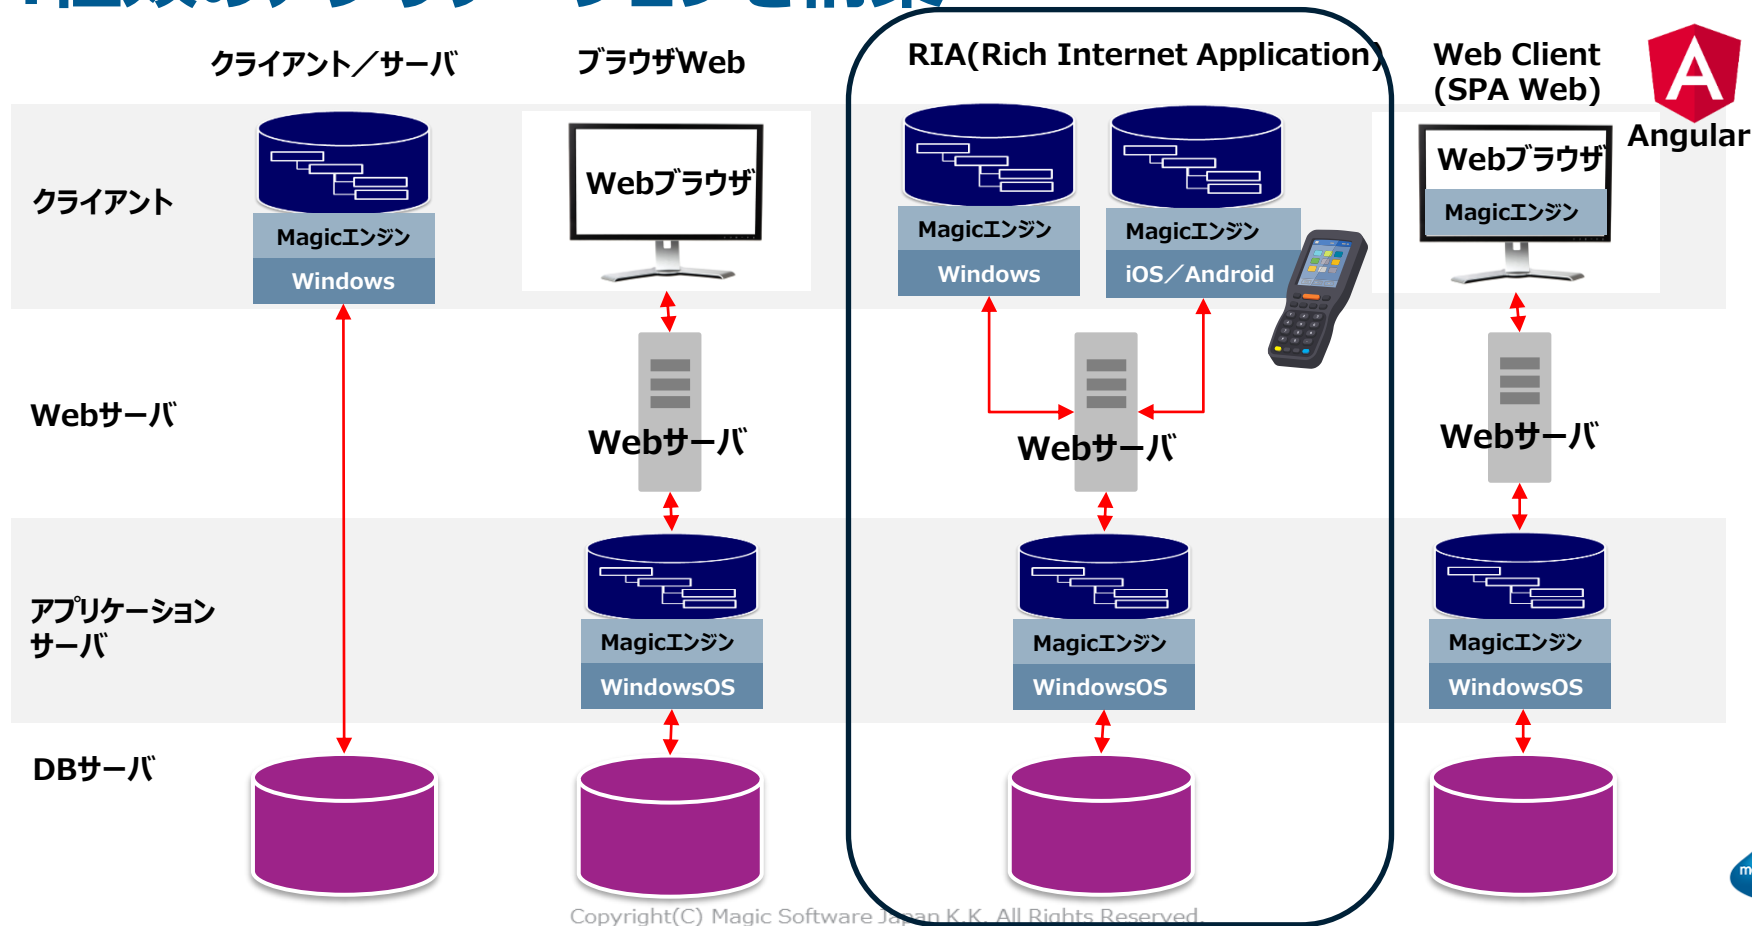 クライアント／サーバ
ブラウザWeb
RIA(Rich Internet Application)
Web Client
(SPA Web)
Angular
クライアント
Magicエンジン
Windows
Webブラウザ
Magicエンジン
Windows
Magicエンジン
iOS／Android
Webブラウザ
Magicエンジン
Webサーバ
Webサーバ
Webサーバ
Webサーバ
アプリケーション
サーバ
Magicエンジン
WindowsOS
Magicエンジン
WindowsOS
Magicエンジン
WindowsOS
DBサーバ
Copyright(C) Magic Software Japan K.K. All Rights Reserved.